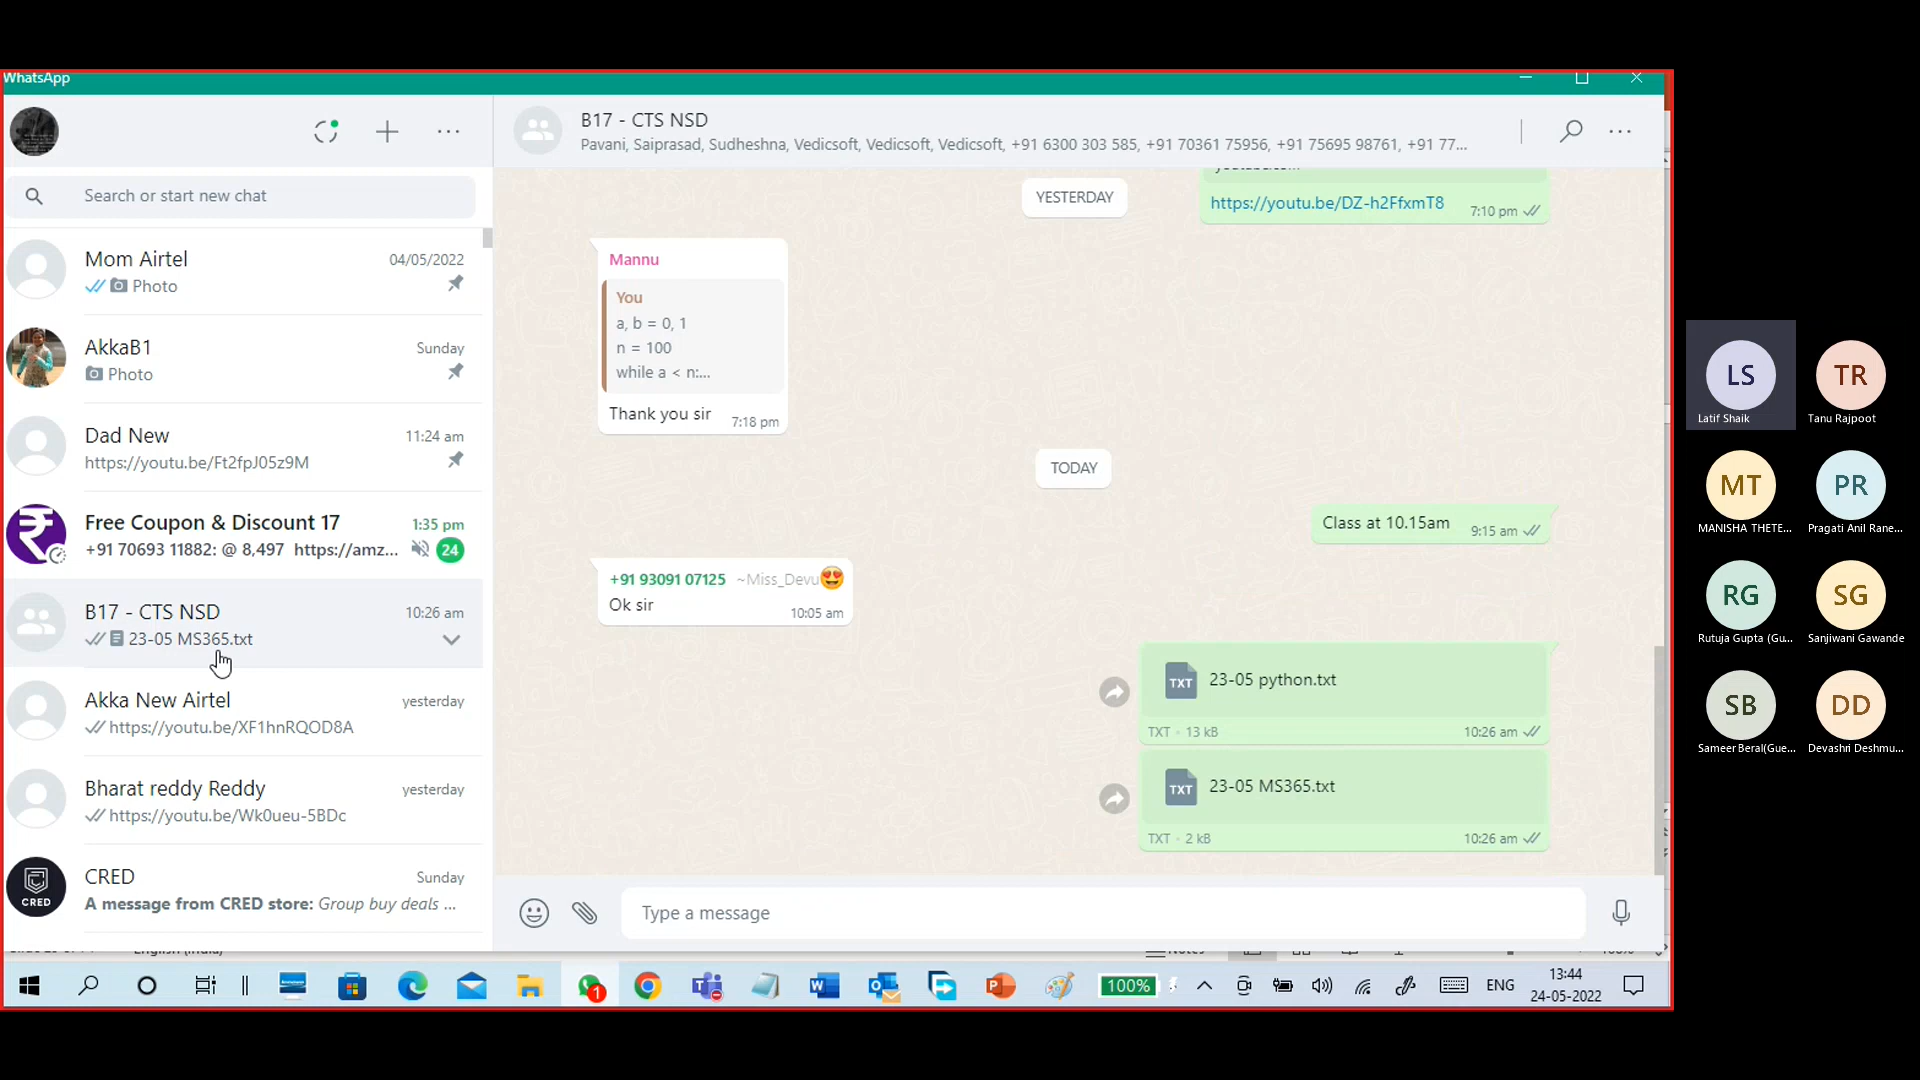 WhatsApp
Search or start new chat
Mom Airtel 04/05/2022
Photo
AkkaB1 Sunday
Photo
Dad New 11:24 am
https://youtu.be/Ft2fpJ05z9M
Free Coupon & Discount 17 1:35 pm
+91 70693 11882: @ 8,497 https://amz... 24
B17 - CTS NSD 10:26 am
23-05 MS365.txt
Akka New Airtel yesterday
https://youtu.be/XF1hnRQOD8A
Bharat reddy Reddy yesterday
https://youtu.be/Wk0ueu-5BDc
CRED
CRED Sunday
A message from CRED store: Group buy deals ...
B17 - CTS NSD
Pavani, Saiprasad, Sudheshna, Vedicsoft, Vedicsoft, Vedicsoft, +91 6300 303 585, +91 70361 75956, +91 75695 98761, +91 77...
YESTERDAY
https://youtu.be/DZ-h2FfxmT8 7:10 pm
Mannu
You
a, b = 0, 1
n = 100
while a < n:...
Thank you sir 7:18 pm
TODAY
Class at 10.15am 9:15 am
+91 93091 07125 ~Miss_Devu😍
Ok sir 10:05 am
TXT 23-05 python.txt
TXT • 13 kB 10:26 am
TXT 23-05 MS365.txt
TXT • 2 kB 10:26 am
Type a message
1
100%
ENG
13:44
24-05-2022
LS
Latif Shaik
TR
Tanu Rajpoot
MT
MANISHA THETE...
PR
Pragati Anil Rane...
RG
Rutuja Gupta (Gu...
SG
Sanjiwani Gawande
SB
Sameer Beral(Gue...
DD
Devashri Deshmu...